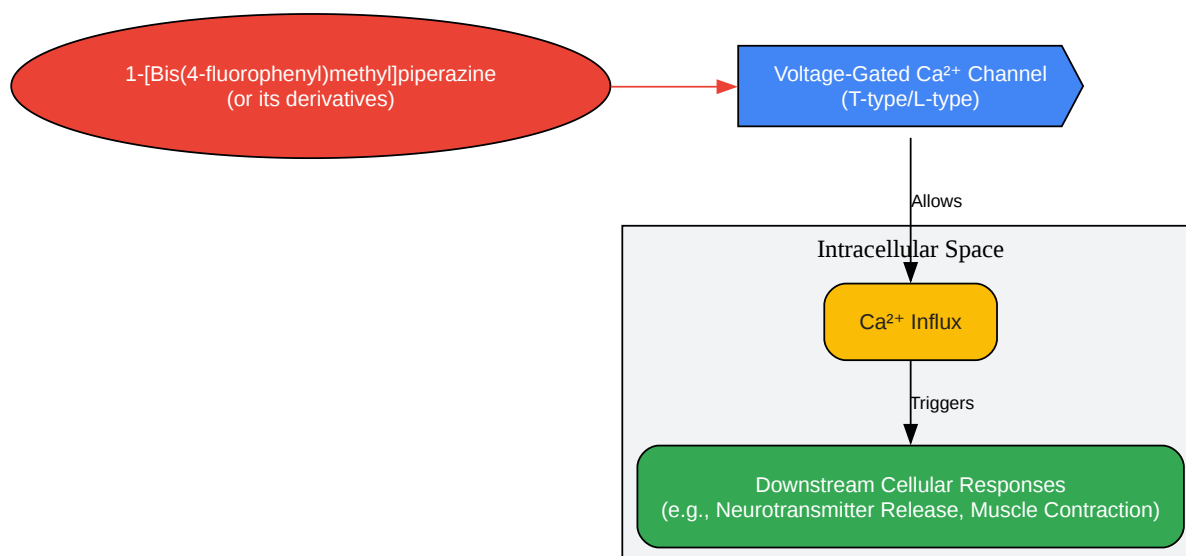 1-[Bis(4-fluorophenyl)methyl]piperazine
(or its derivatives)
Voltage-Gated Ca²⁺ Channel
(T-type/L-type)
Allows
Intracellular Space
Ca²⁺ Influx
Triggers
Downstream Cellular Responses
(e.g., Neurotransmitter Release, Muscle Contraction)